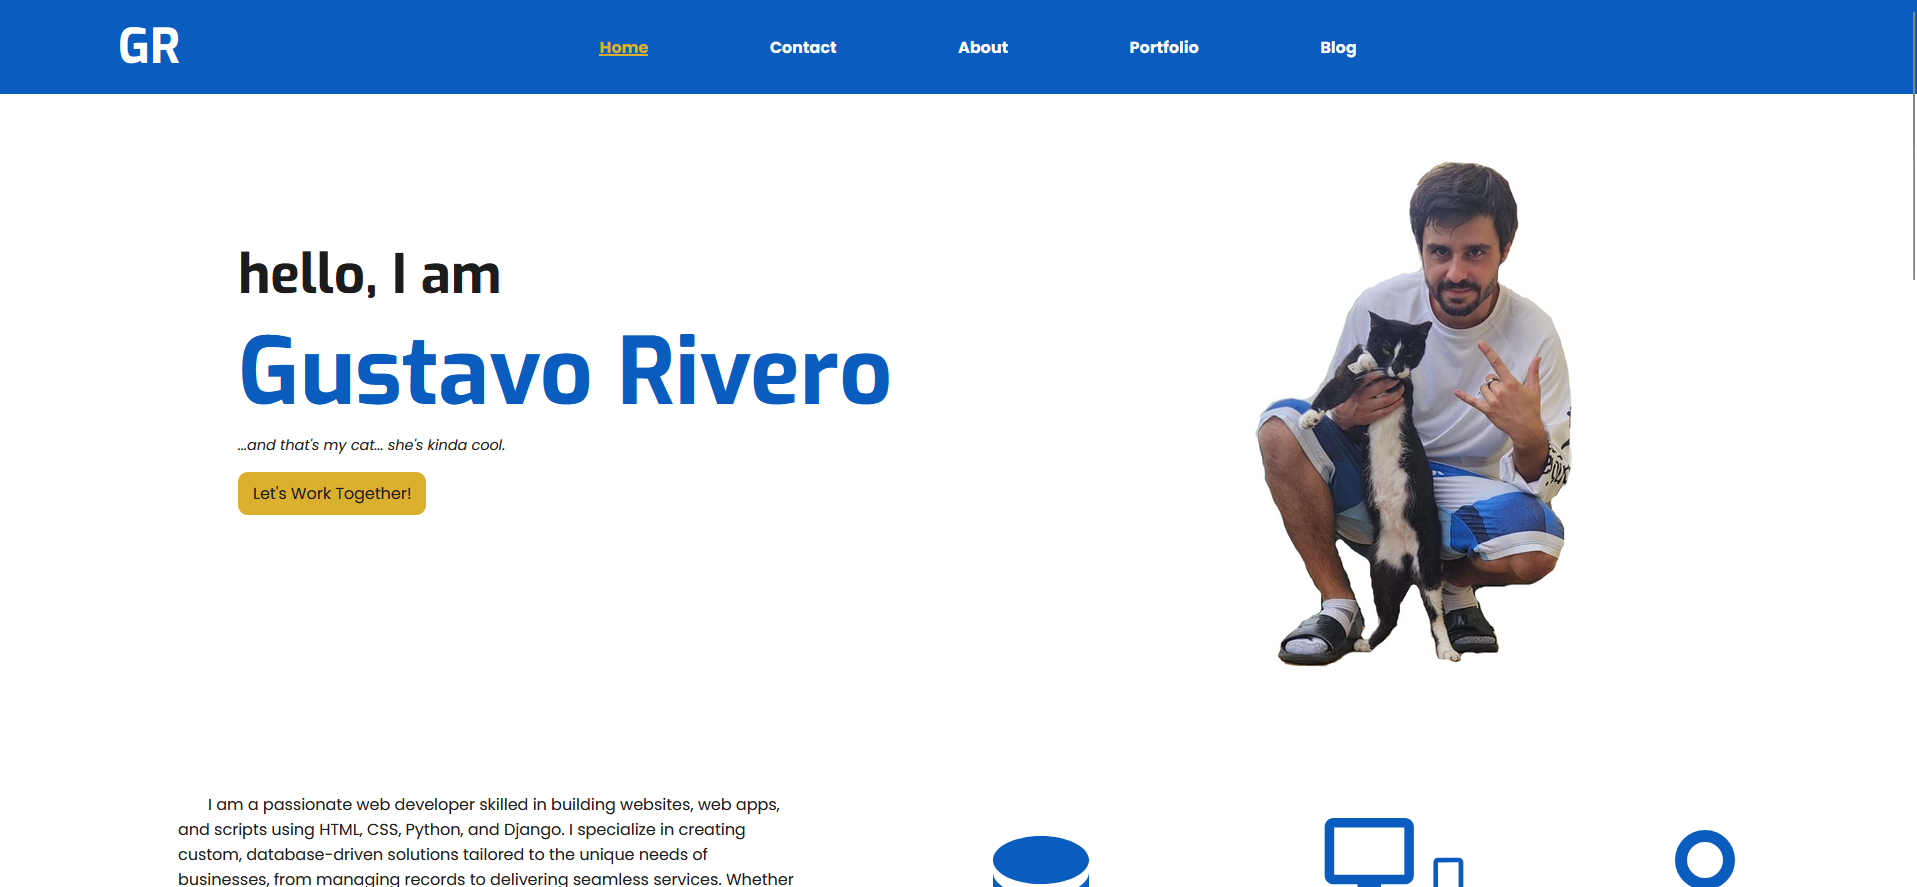 GR
Home
Contact
About
Portfolio
Blog
hello, I am
Gustavo Rivero
...and that's my cat... she's kinda cool.
Let's Work Together!
I am a passionate web developer skilled in building websites, web apps,
and scripts using HTML, CSS, Python, and Django. I specialize in creating
custom, database-driven solutions tailored to the unique needs of
businesses, from managing records to delivering seamless services. Whether